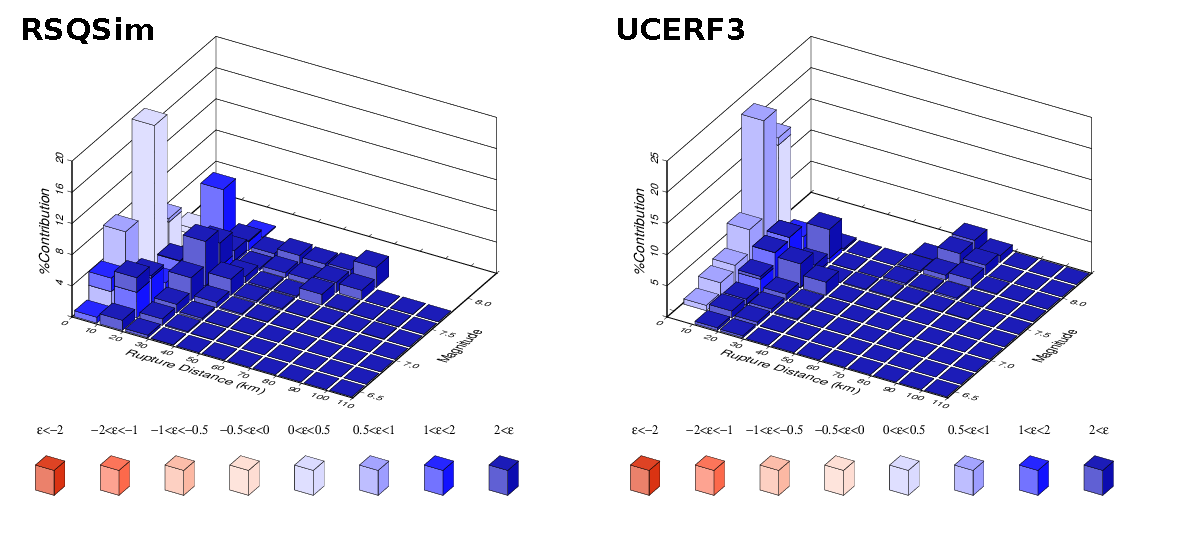 RSQSim
%Contribution
4
8
12
16
20
0
10
20
30
40
50
60
70
80
90
100
110
Rupture Distance (km)
6.5
7.0
7.5
8.0
Magnitude
ε<−2
−2<ε<−1
−1<ε<−0.5
−0.5<ε<0
0<ε<0.5
0.5<ε<1
1<ε<2
2<ε
UCERF3
%Contribution
5
10
15
20
25
0
10
20
30
40
50
60
70
80
90
100
110
Rupture Distance (km)
6.5
7.0
7.5
8.0
Magnitude
ε<−2
−2<ε<−1
−1<ε<−0.5
−0.5<ε<0
0<ε<0.5
0.5<ε<1
1<ε<2
2<ε